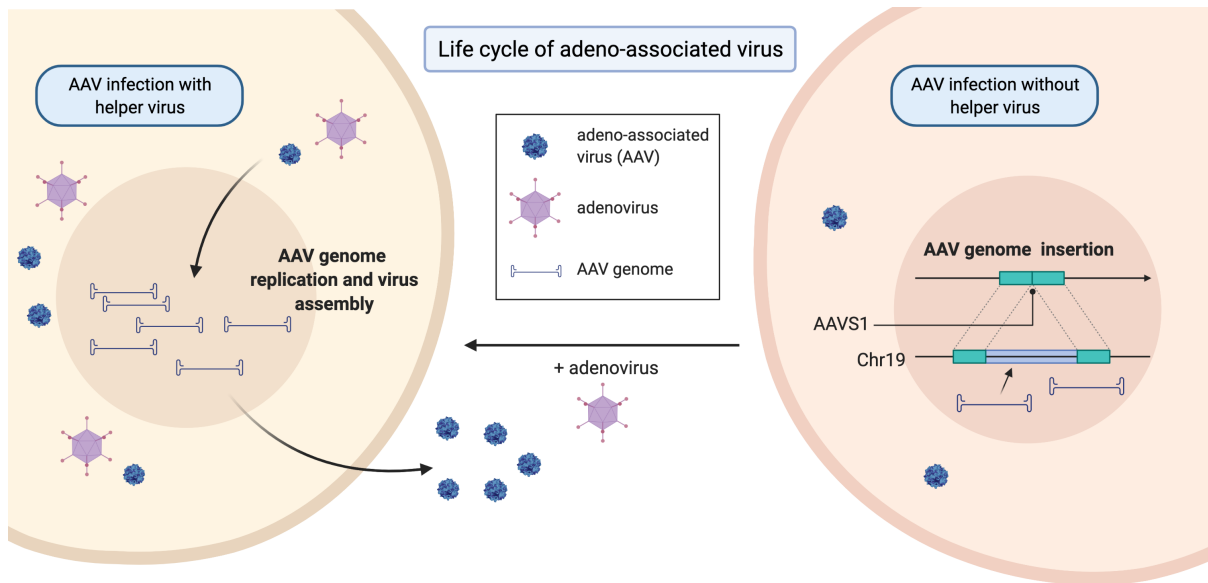 Life cycle of adeno-associated virus
AAV infection with
helper virus
AAV genome
replication and virus
assembly
adeno-associated
virus (AAV)
adenovirus
AAV genome
+ adenovirus
AAV infection without
helper virus
AAV genome insertion
AAVS1
Chr19